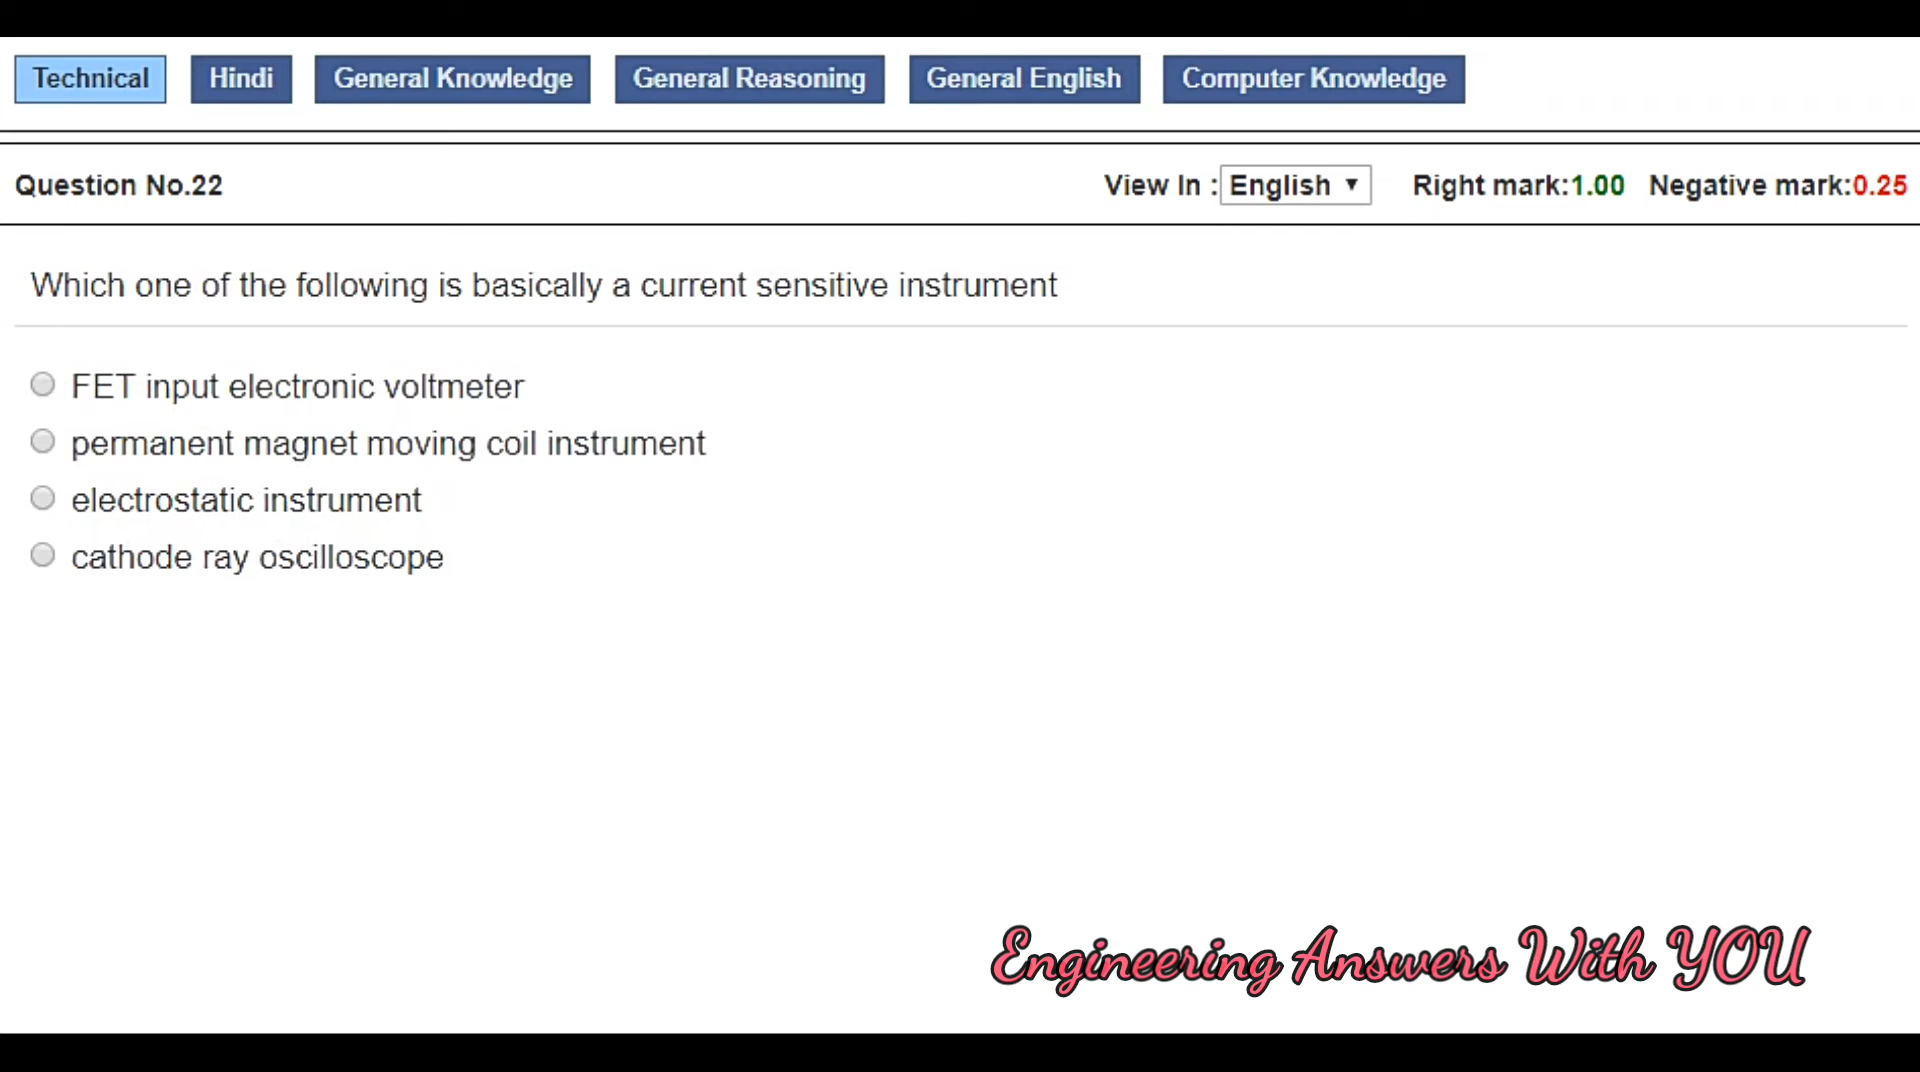 Technical Hindi General Knowledge General Reasoning General English Computer Knowledge
Question No.22 View In : English ▼ Right mark:1.00 Negative mark:0.25
Which one of the following is basically a current sensitive instrument
FET input electronic voltmeter
permanent magnet moving coil instrument
electrostatic instrument
cathode ray oscilloscope
Engineering Answers With YOU